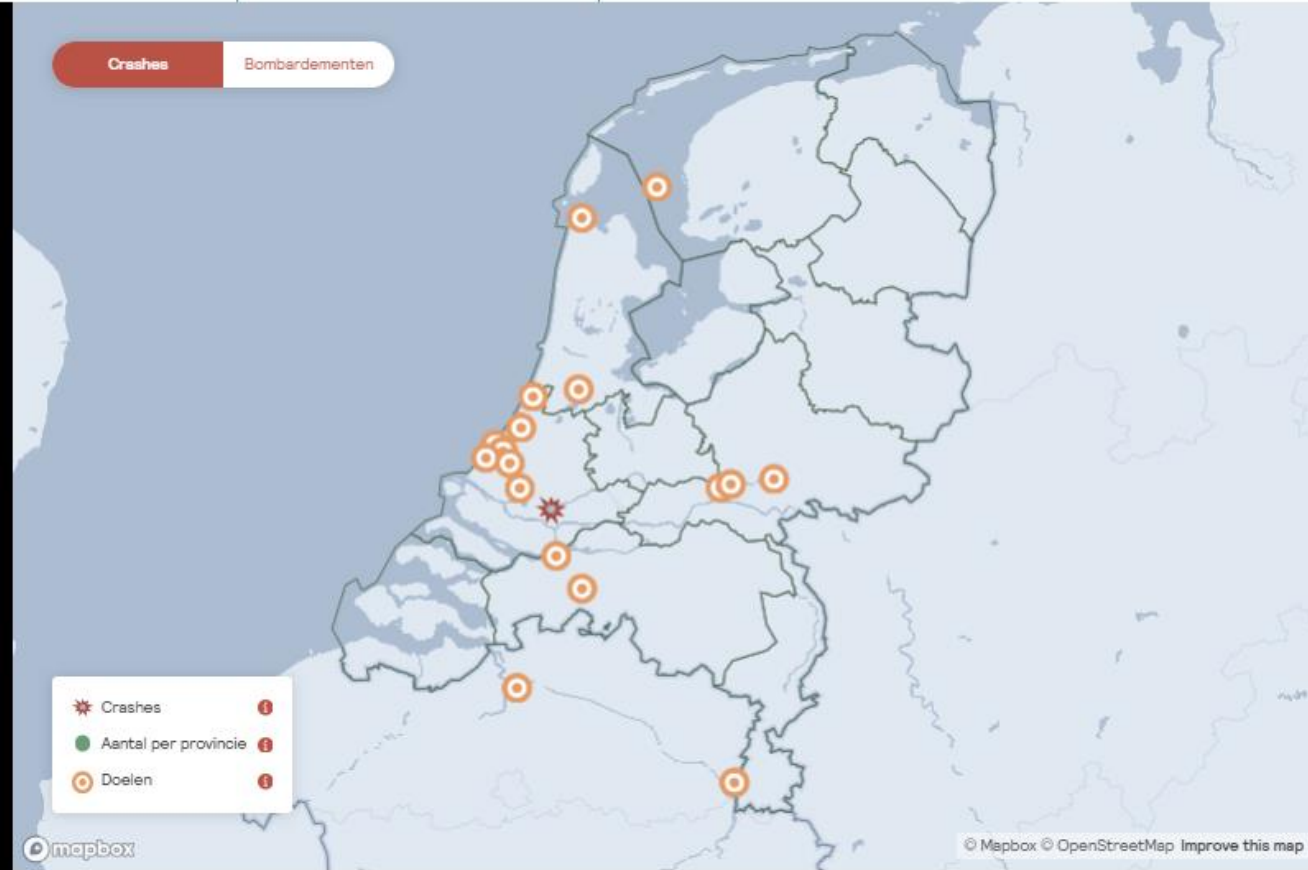 Crashes
Bombardementen
Crashes
Aantal per provincie
Doelen
mapbox
© Mapbox © OpenStreetMap Improve this map